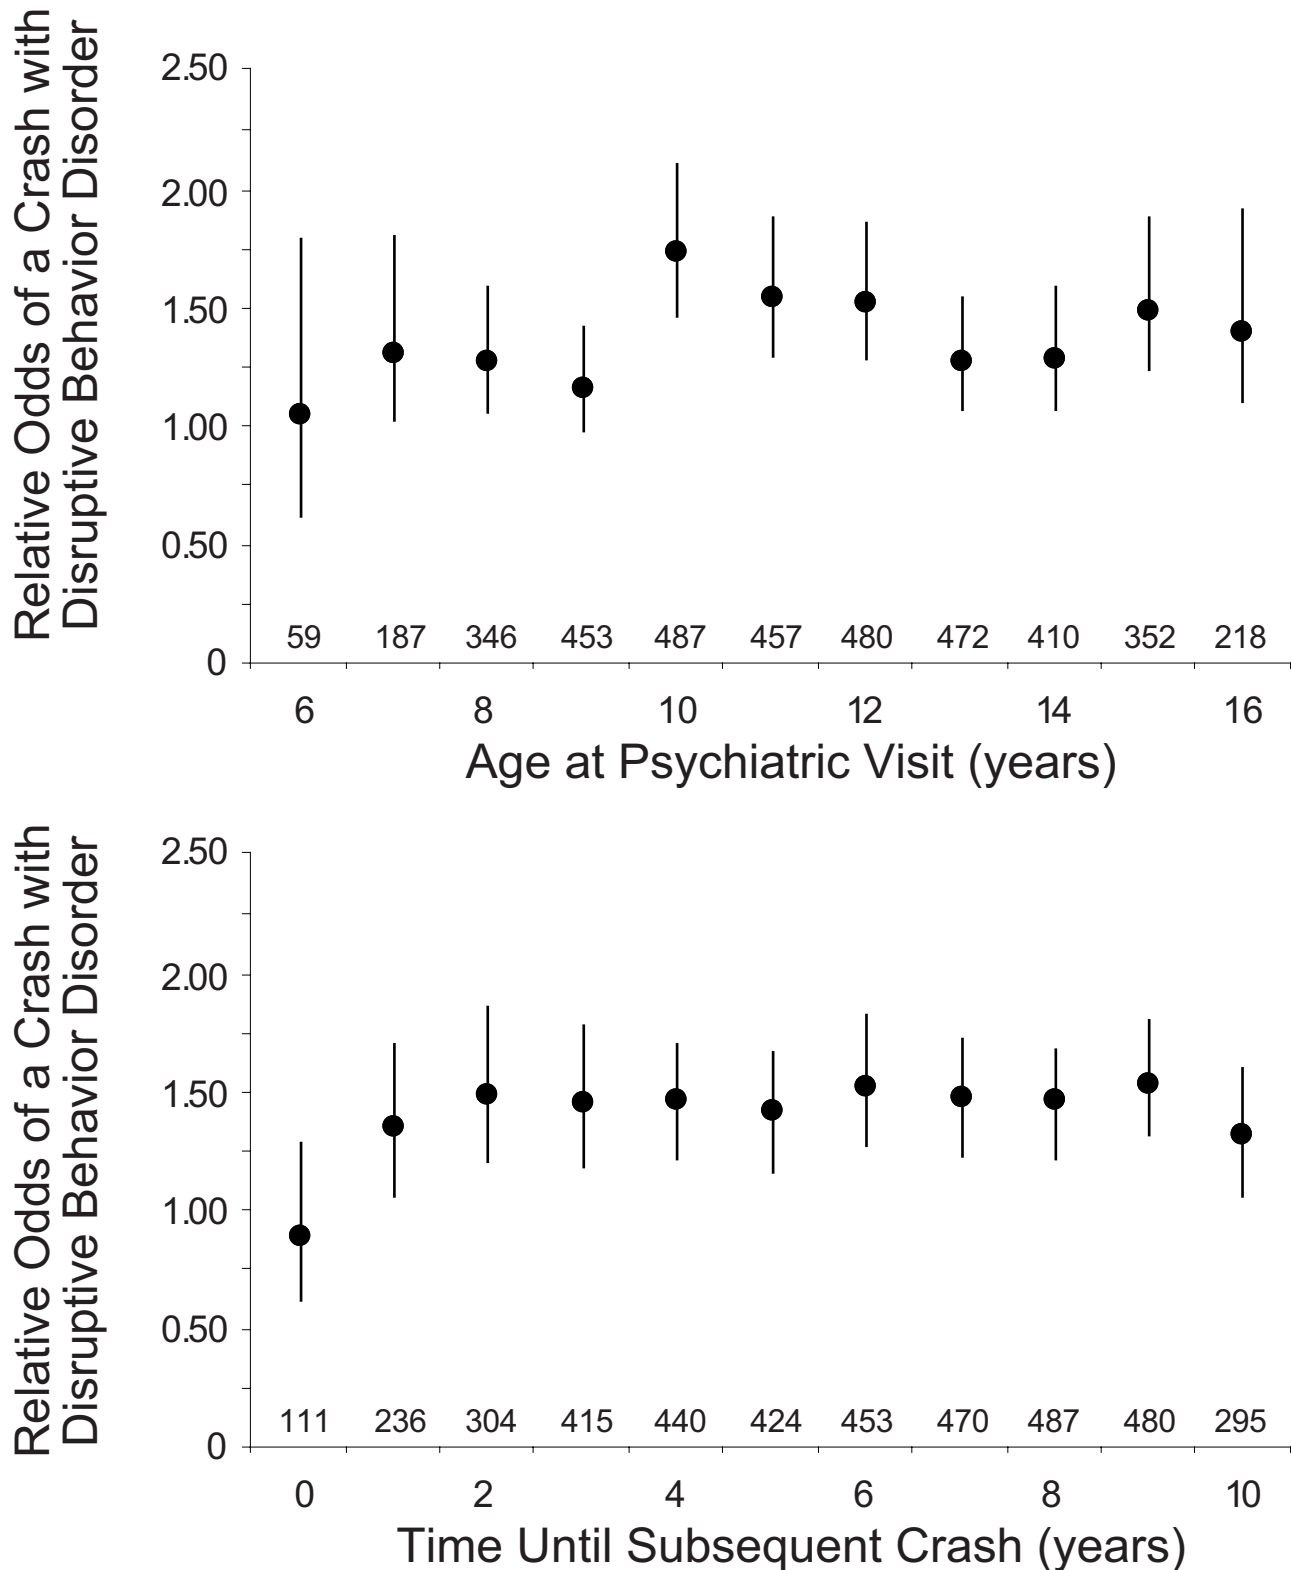 Relative Odds of a Crash with
Disruptive Behavior Disorder
2.50
2.00
1.50
1.00
0.50
0
59 187 346 453 487 457 480 472 410 352 218
6 8 10 12 14 16
Age at Psychiatric Visit (years)
Relative Odds of a Crash with
Disruptive Behavior Disorder
2.50
2.00
1.50
1.00
0.50
0
111 236 304 415 440 424 453 470 487 480 295
0 2 4 6 8 10
Time Until Subsequent Crash (years)